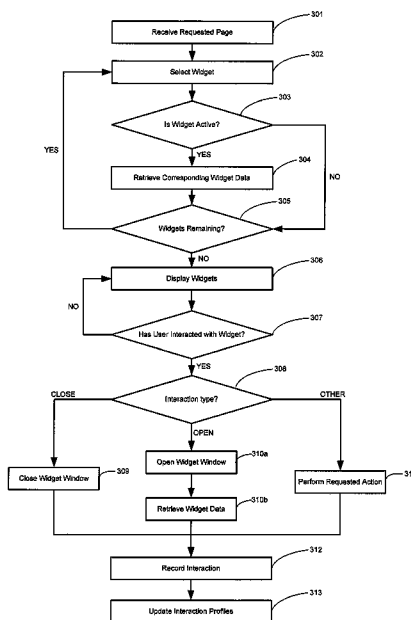 301
Receive Requested Page
302
Select Widget
303
Is Widget Active?
YES
YES
304
Retrieve Corresponding Widget Data
NO
305
Widgets Remaining?
NO
306
Display Widgets
NO
307
Has User Interacted with Widget?
YES
308
CLOSE
Interaction type?
OTHER
OPEN
310a
Open Widget Window
309
Close Widget Window
31
Perform Requested Action
310b
Retrieve Widget Data
312
Record Interaction
313
Update Interaction Profiles